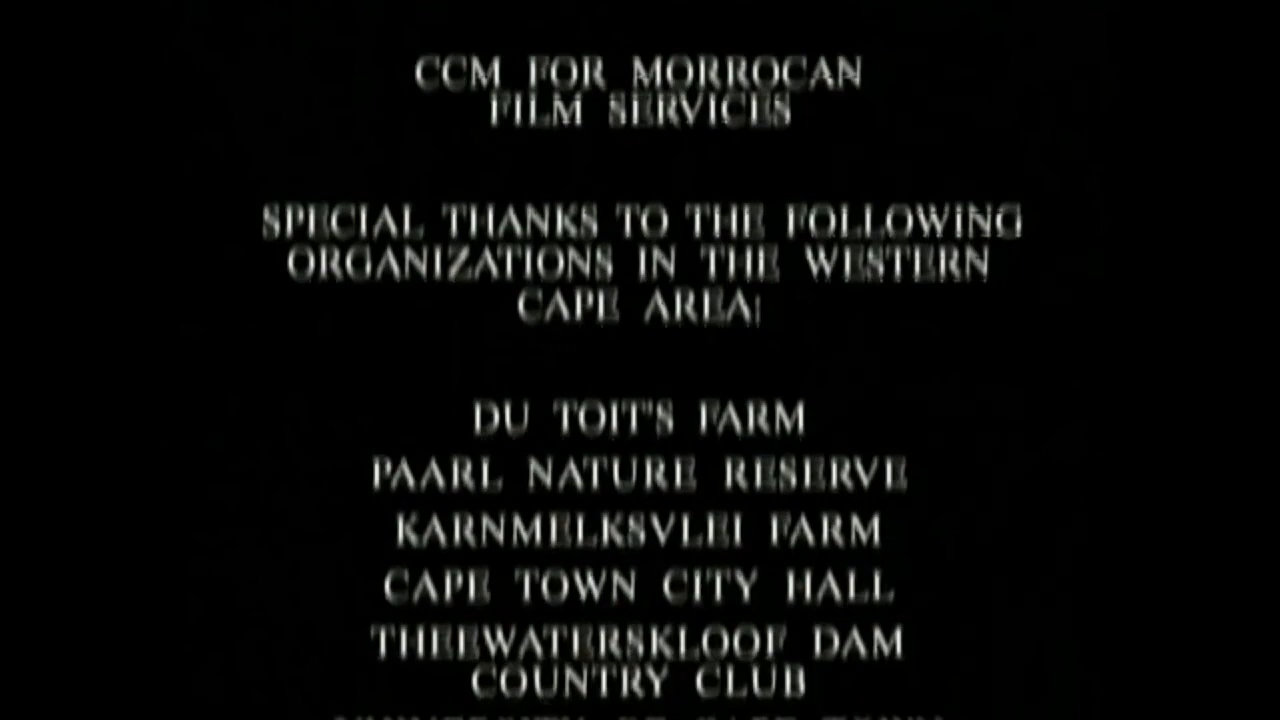 CCM FOR MORROCAN
FILM SERVICES
SPECIAL THANKS TO THE FOLLOWING
ORGANIZATIONS IN THE WESTERN
CAPE AREA:
DU TOIT'S FARM
PAARL NATURE RESERVE
KARNMELKSVLEI FARM
CAPE TOWN CITY HALL
THEEWATERSKLOOF DAM
COUNTRY CLUB